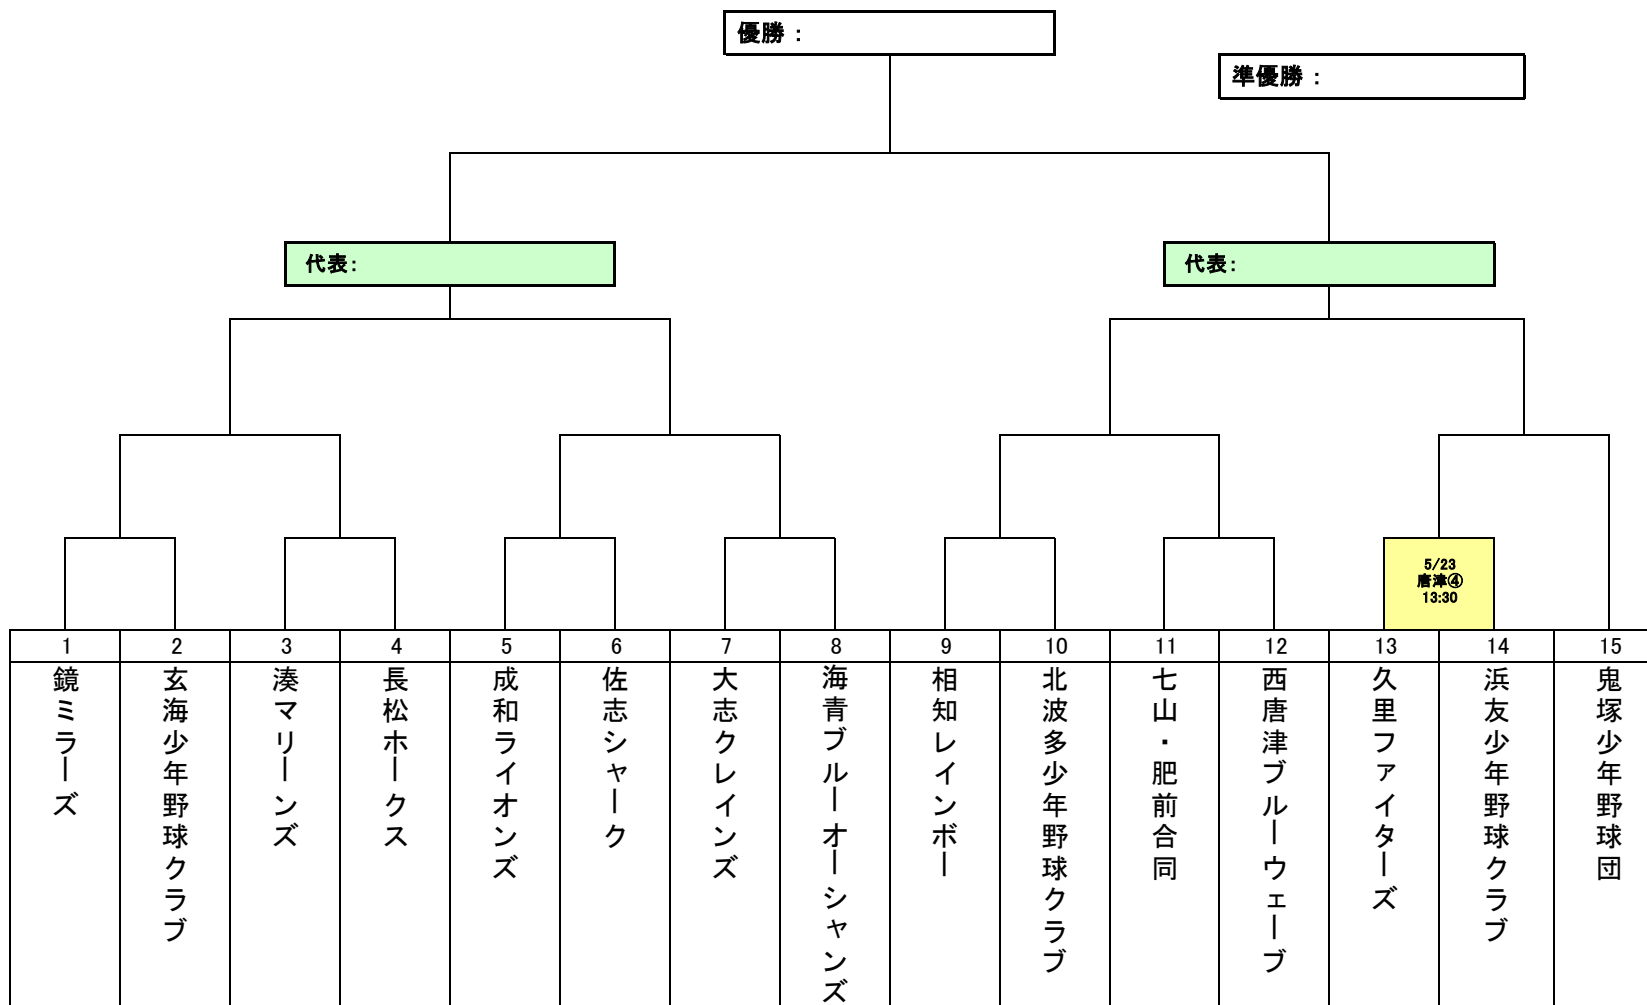 優勝：
準優勝：
代表：
代表：
5/23
唐津④
13:30
1
2
3
4
5
6
7
8
9
10
11
12
13
14
15
鏡ミラーズ
玄海少年野球クラブ
湊マリーンズ
長松ホークス
成和ライオンズ
佐志シャーク
大志クレインズ
海青ブルーオーシャンズ
相知レインボー
北波多少年野球クラブ
七山・肥前合同
西唐津ブルーウェーブ
久里ファイターズ
浜友少年野球クラブ
鬼塚少年野球団